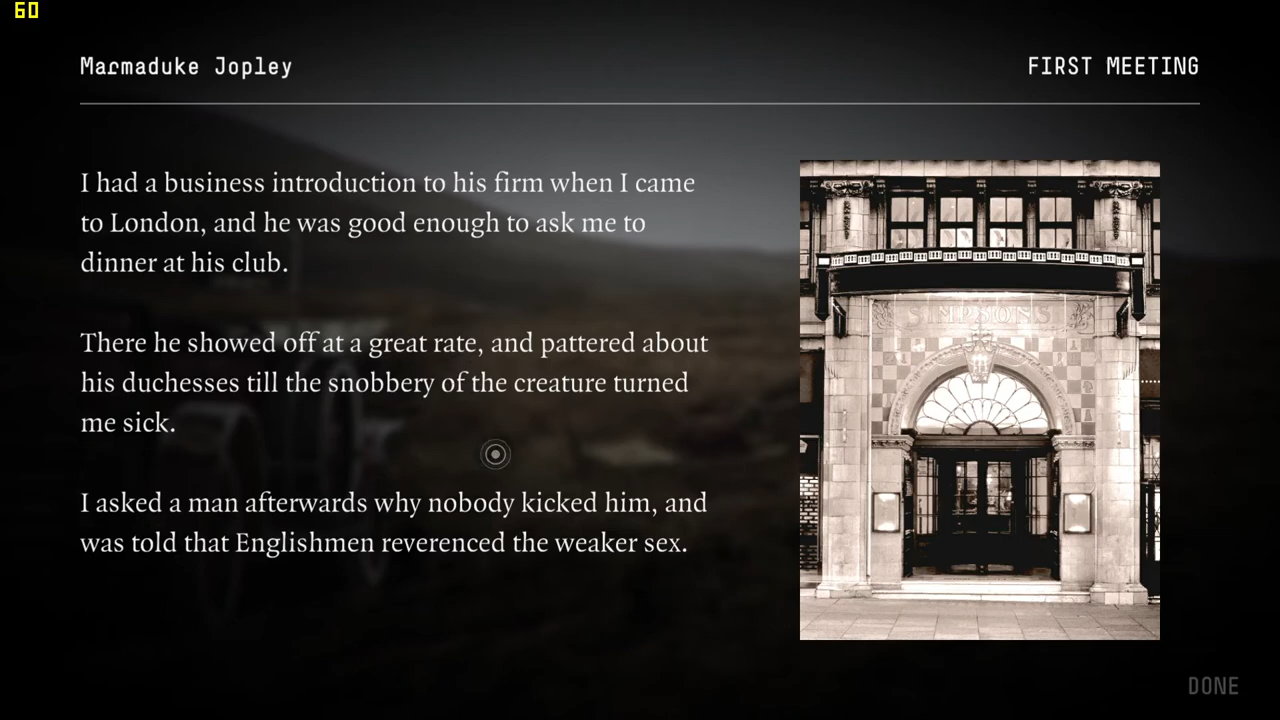 60
Marmaduke Jopley
FIRST MEETING
I had a business introduction to his firm when I came
to London, and he was good enough to ask me to
dinner at his club.
There he showed off at a great rate, and pattered about
his duchesses till the snobbery of the creature turned
me sick.
I asked a man afterwards why nobody kicked him, and
was told that Englishmen reverenced the weaker sex.
SIMPSONS
DONE